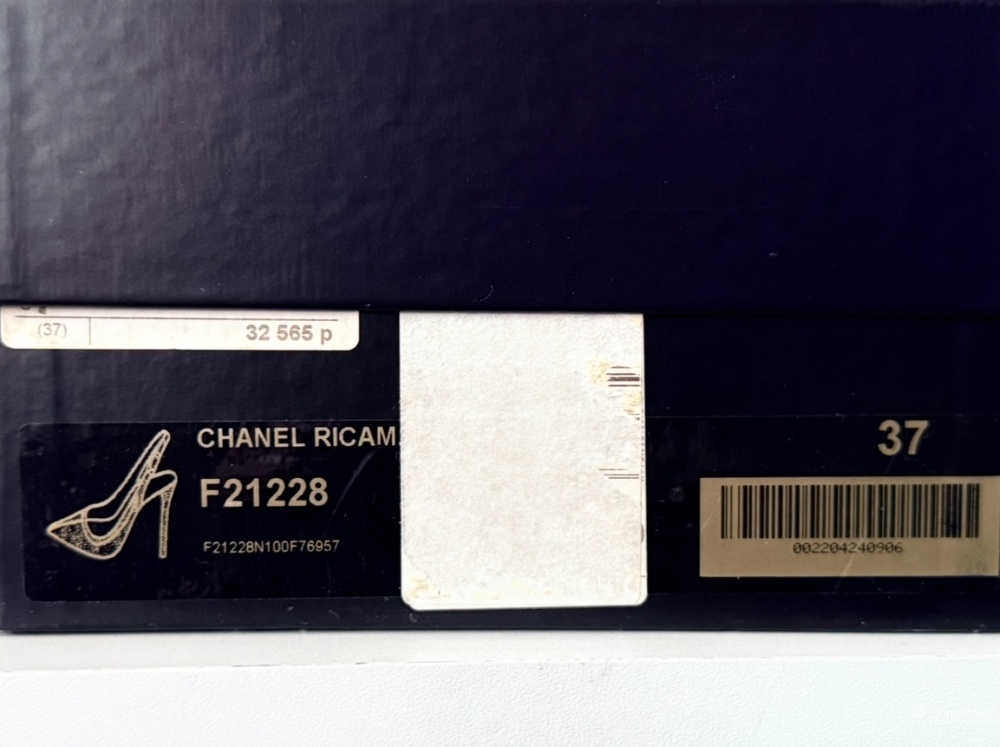 (37) 32 565 р
CHANEL RICAM
F21228
F21228N100F76957
37
002204240906